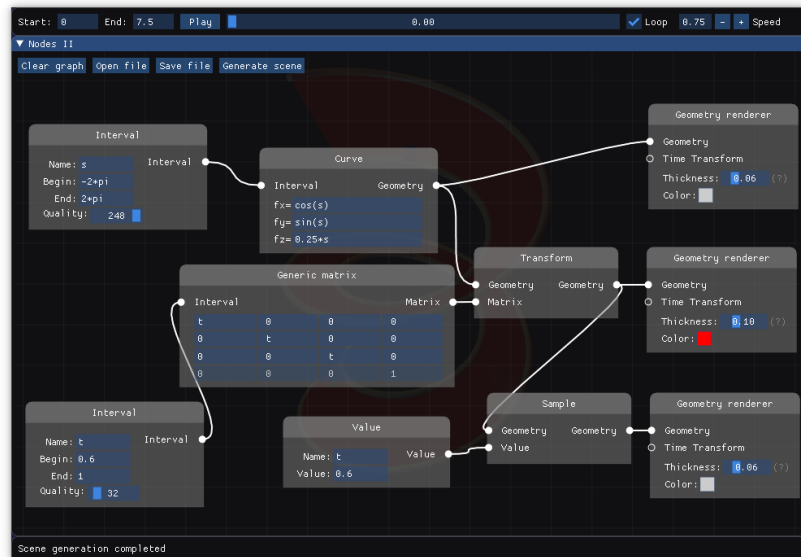 Start: 0 End: 7.5 Play 0.00 Loop 0.75 - + Speed
▼ Nodes II
Clear graph Open file Save file Generate scene
Interval
Name: s Interval
Begin: -2*pi
End: 2*pi
Quality: 248
Curve
Interval Geometry
fx= cos(s)
fy= sin(s)
fz= 0.25*s
Geometry renderer
Geometry
Time Transform
Thickness: 0.06 (?)
Color:
Generic matrix
Interval Matrix
t 0 0 0
0 t 0 0
0 0 t 0
0 0 0 1
Transform
Geometry Geometry
Matrix
Geometry renderer
Geometry
Time Transform
Thickness: 0.10 (?)
Color:
Interval
Name: t Interval
Begin: 0.6
End: 1
Quality: 32
Value
Name: t Value
Value: 0.6
Sample
Geometry Geometry
Value
Geometry renderer
Geometry
Time Transform
Thickness: 0.06 (?)
Color:
Scene generation completed